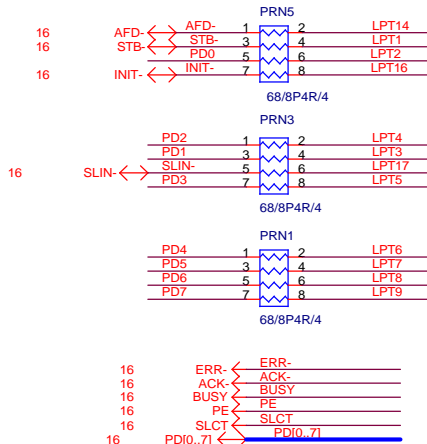 PRN5
16 AFD- AFD- 1 2 LPT14
16 STB- STB- 3 4 LPT1
PD0 5 6 LPT2
16 INIT- INIT- 7 8 LPT16
68/8P4R/4
PRN3
PD2 1 2 LPT4
PD1 3 4 LPT3
16 SLIN- SLIN- 5 6 LPT17
PD3 7 8 LPT5
68/8P4R/4
PRN1
PD4 1 2 LPT6
PD5 3 4 LPT7
PD6 5 6 LPT8
PD7 7 8 LPT9
68/8P4R/4
16 ERR- ERR-
16 ACK- ACK-
16 BUSY BUSY
16 PE PE
16 SLCT SLCT
16 PD[0..7] PD[0..7]